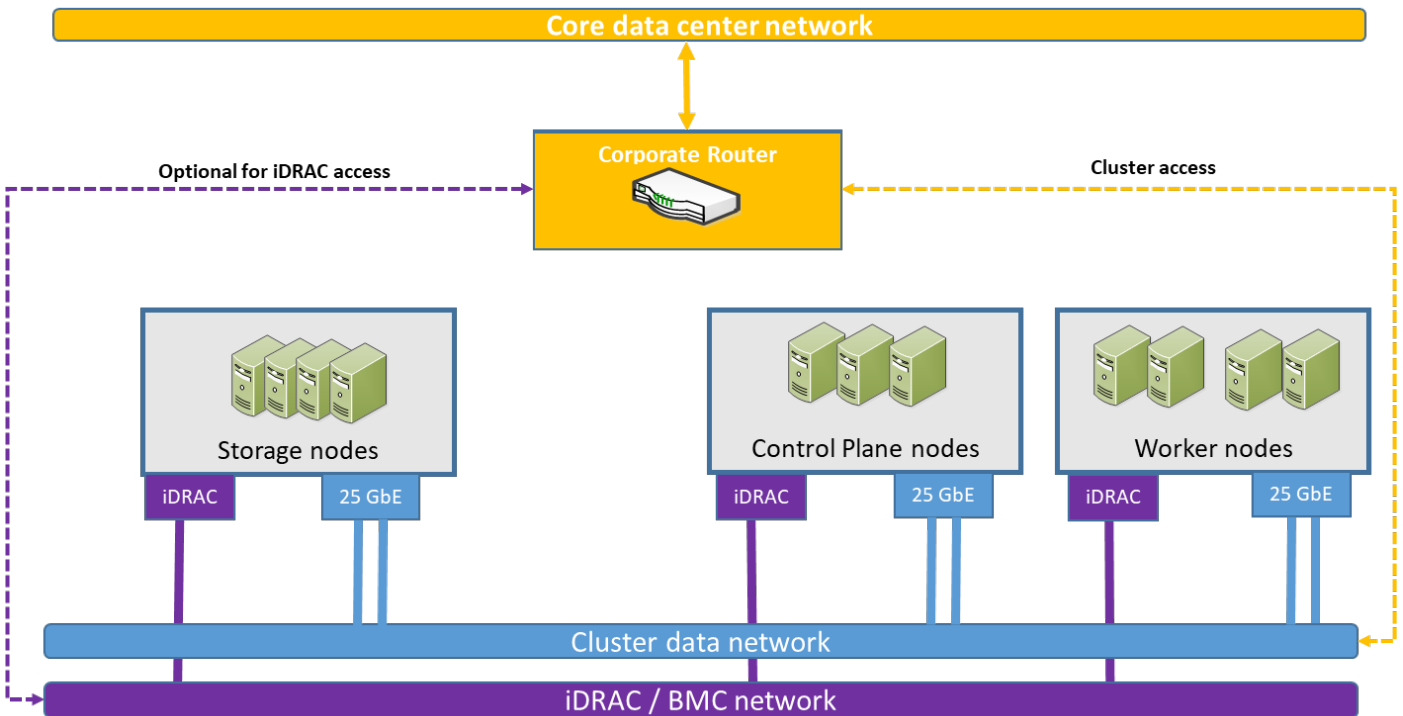 Core data center network
Corporate Router
Optional for iDRAC access
Cluster access
Storage nodes
Control Plane nodes
Worker nodes
iDRAC
25 GbE
iDRAC
25 GbE
iDRAC
25 GbE
Cluster data network
iDRAC / BMC network